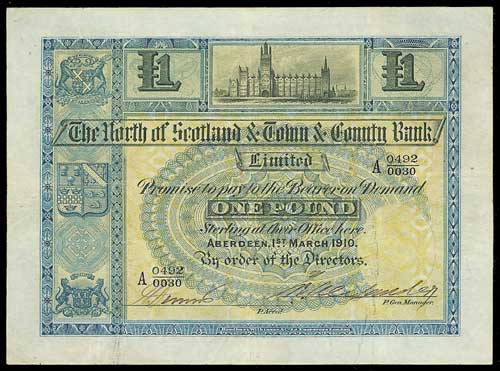 £1 £1
The North of Scotland & Town & County Bank
Limited
A 0492/0030
Promise to pay to the Bearer on Demand
ONE POUND
Sterling at their Office here.
ABERDEEN, 1ST MARCH 1910.
By order of the Directors.
A 0492/0030
P. Acco.t P. Gen. Manager.